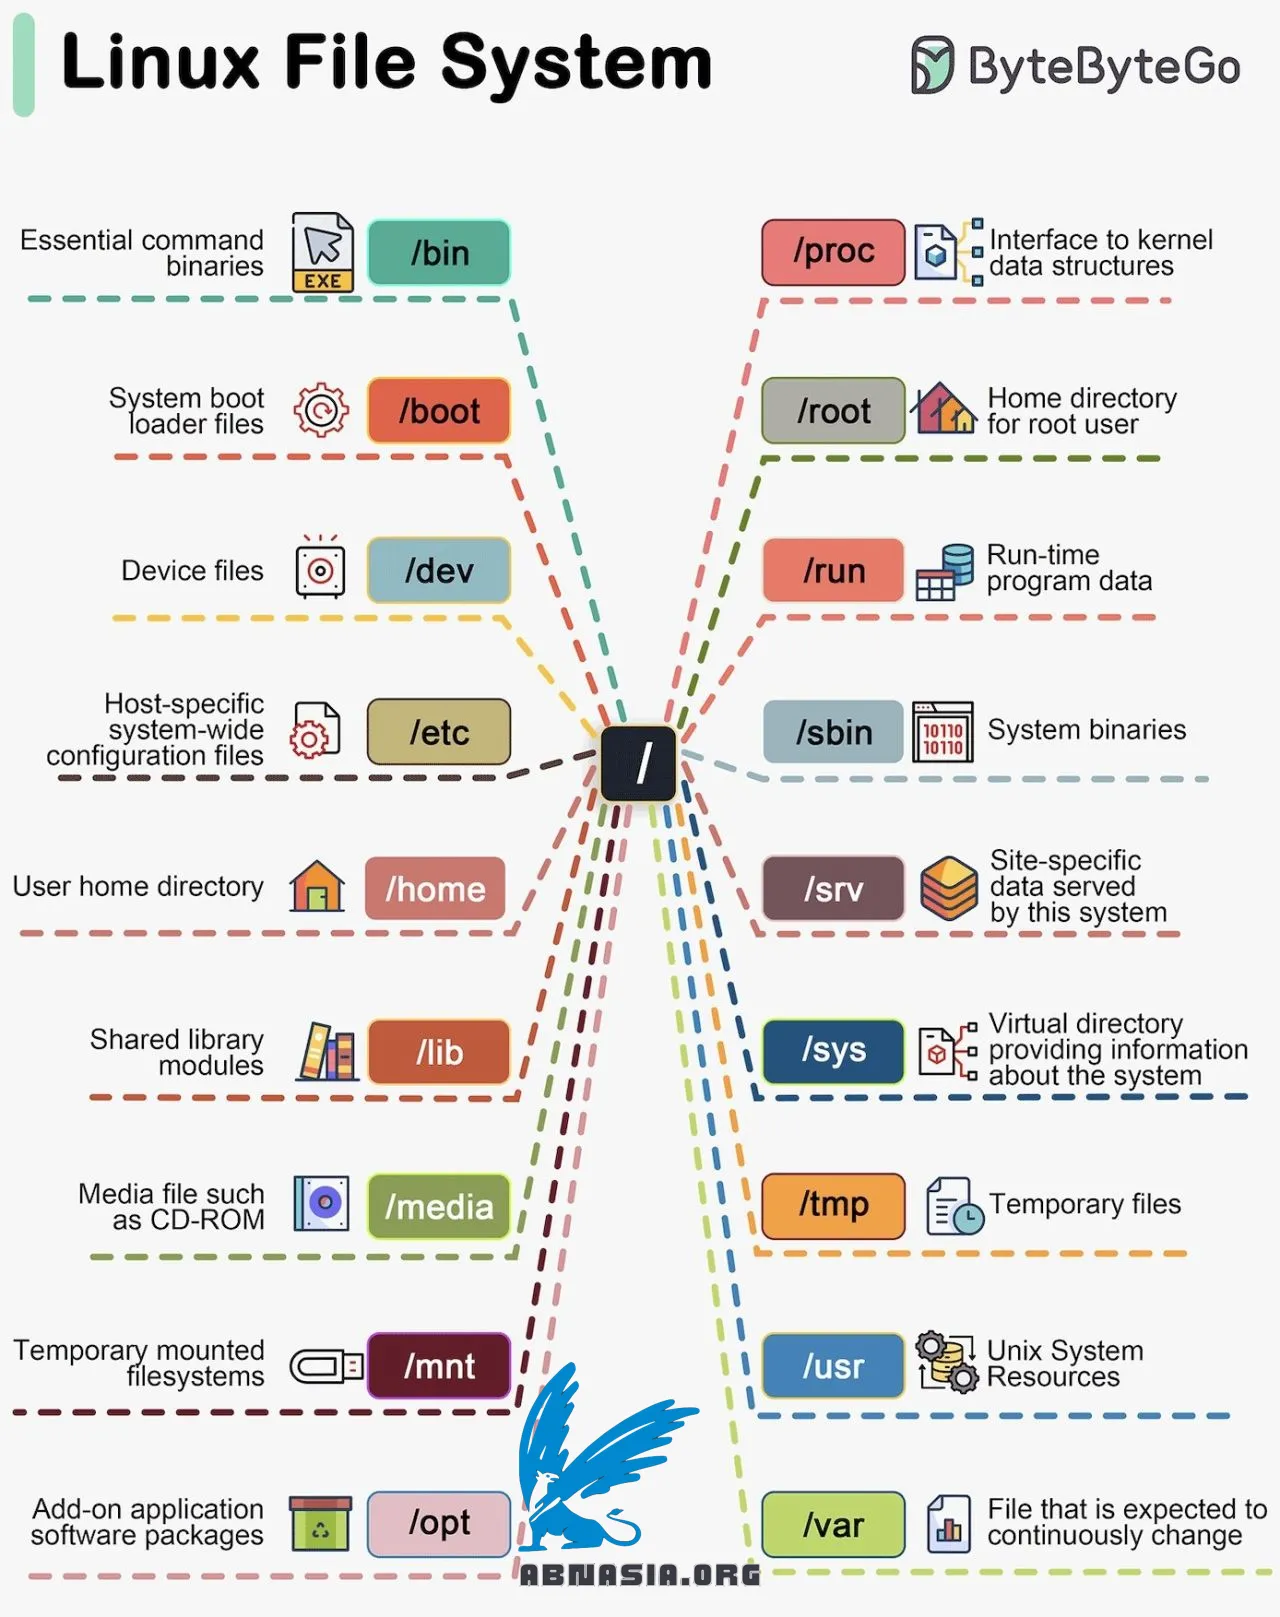 Linux File System
ByteByteGo
Essential command
binaries
EXE
/bin
System boot
loader files
/boot
Device files
/dev
Host-specific
system-wide
configuration files
/etc
User home directory
/home
Shared library
modules
/lib
Media file such
as CD-ROM
/media
Temporary mounted
filesystems
/mnt
Add-on application
software packages
/opt
/
/proc
Interface to kernel
data structures
/root
Home directory
for root user
/run
Run-time
program data
/sbin
10110
10110
System binaries
/srv
Site-specific
data served
by this system
/sys
Virtual directory
providing information
about the system
/tmp
Temporary files
/usr
Unix System
Resources
/var
File that is expected to
continuously change
ABNASIA.ORG